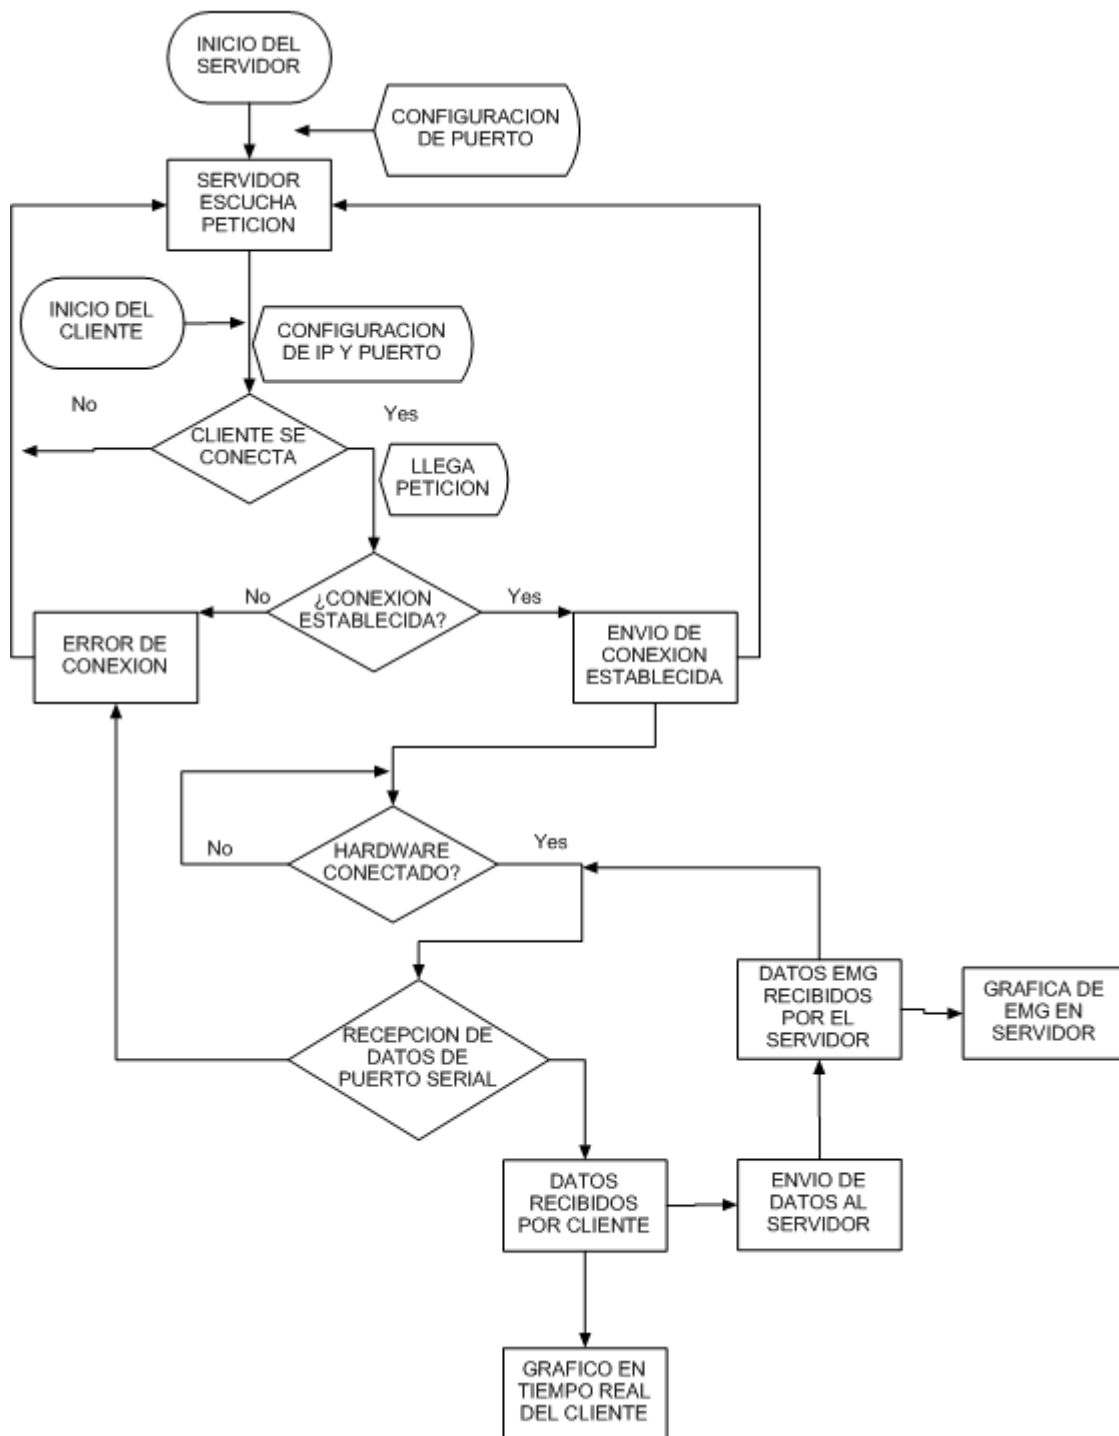 INICIO DEL
SERVIDOR
CONFIGURACION
DE PUERTO
SERVIDOR
ESCUCHA
PETICION
INICIO DEL
CLIENTE
CONFIGURACION
DE IP Y PUERTO
No
Yes
CLIENTE SE
CONECTA
LLEGA
PETICION
No
¿CONEXION
ESTABLECIDA?
Yes
ERROR DE
CONEXION
ENVIO DE
CONEXION
ESTABLECIDA
No
HARDWARE
CONECTADO?
Yes
DATOS EMG
RECIBIDOS
POR EL
SERVIDOR
GRAFICA DE
EMG EN
SERVIDOR
RECEPCION DE
DATOS DE
PUERTO SERIAL
DATOS
RECIBIDOS
POR CLIENTE
ENVIO DE
DATOS AL
SERVIDOR
GRAFICO EN
TIEMPO REAL
DEL CLIENTE